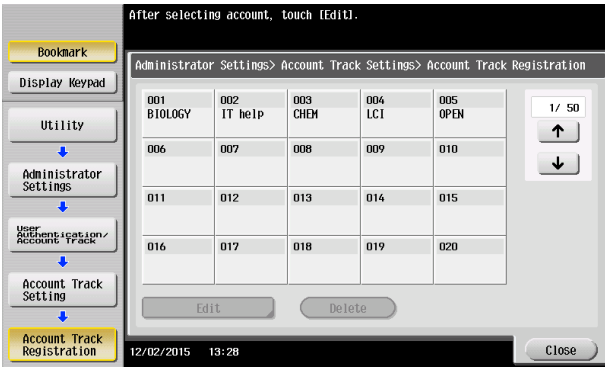 After selecting account, touch [Edit].
Bookmark
Display Keypad
Utility
Administrator
Settings
User
Authentication/
Account Track
Account Track
Setting
Account Track
Registration
Administrator Settings> Account Track Settings> Account Track Registration
001 002 003 004 005
BIOLOGY IT help CHEM LCI OPEN
006 007 008 009 010
011 012 013 014 015
016 017 018 019 020
1/ 50
Edit Delete
12/02/2015 13:28
Close